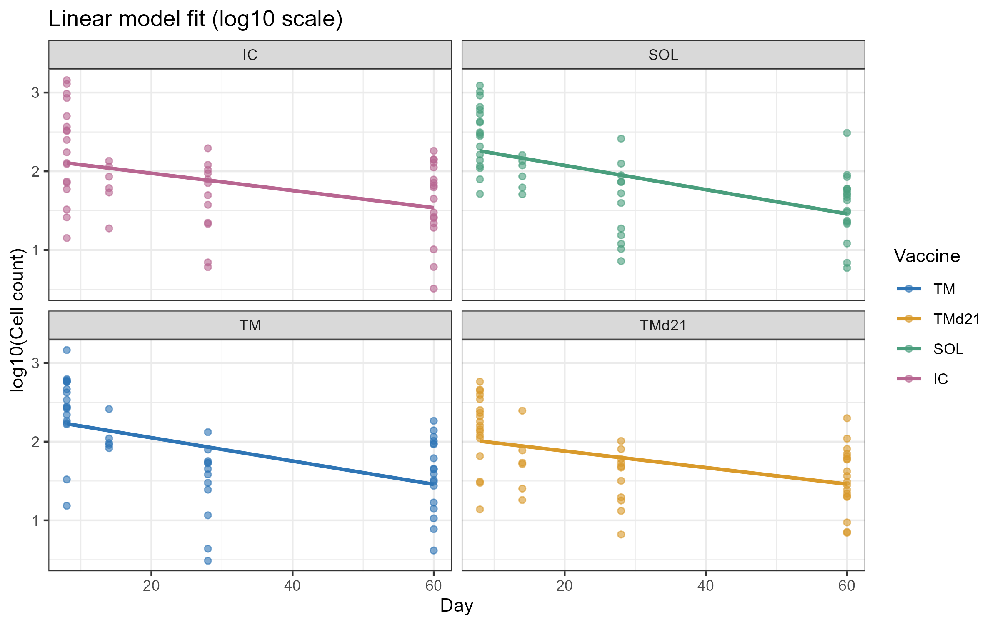 Linear model fit (log10 scale)
IC
SOL
3
2
1
TM
TMd21
3
2
1
20
40
60
20
40
60
Day
log10(Cell count)
Vaccine
TM
TMd21
SOL
IC